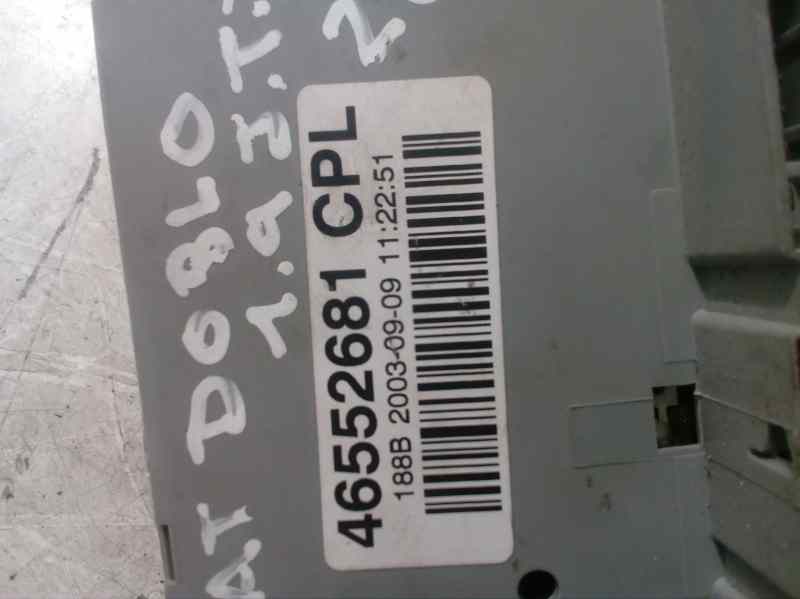 AT DOBLO
1.9 J.T.
46552681 CPL
188B 2003-09-09 11:22:51